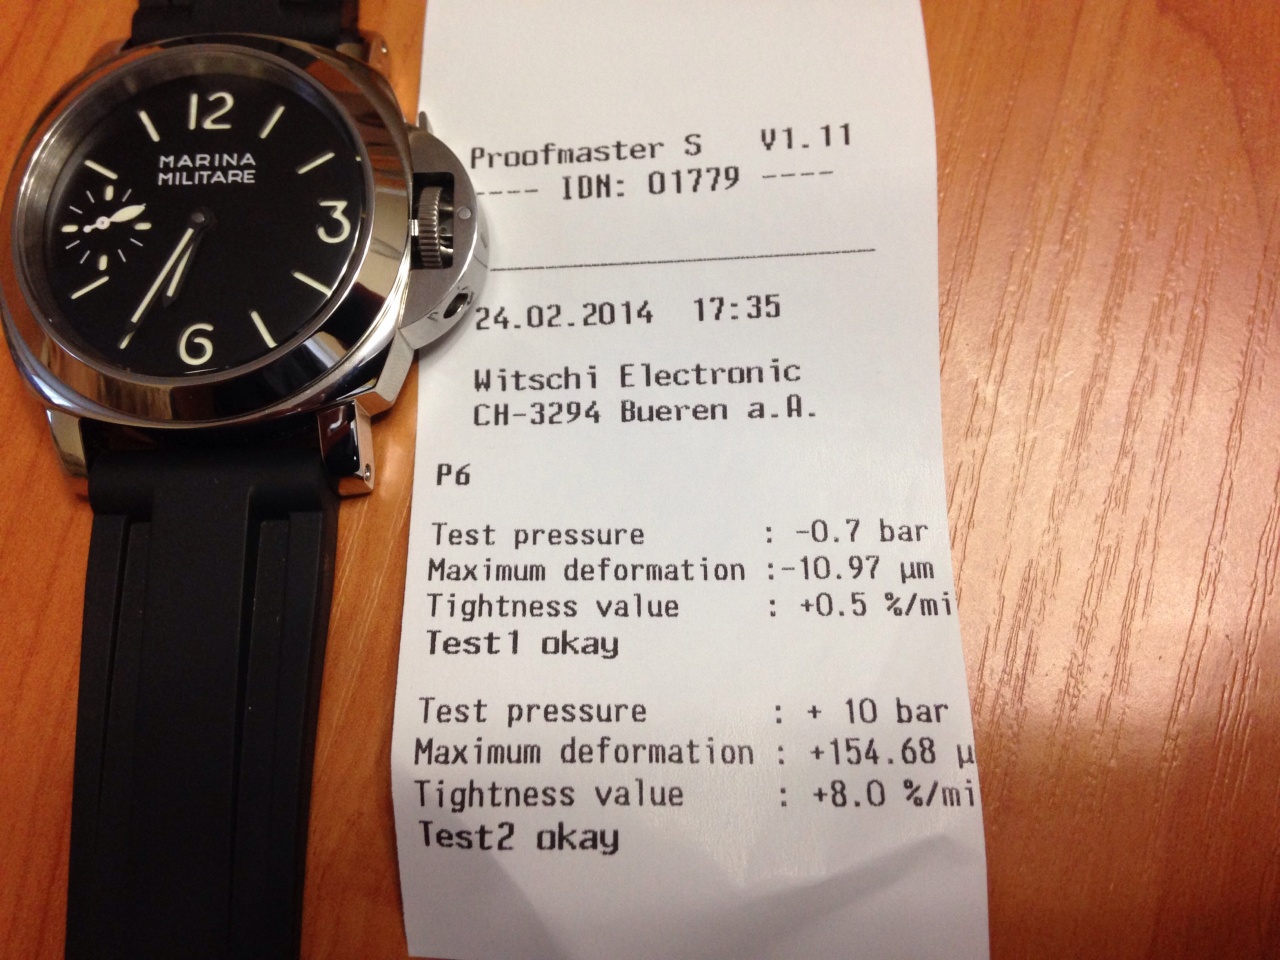 12
MARINA
MILITARE
3
6
Proofmaster S V1.11
---- IDN: 01779 ----
24.02.2014 17:35
Witschi Electronic
CH-3294 Bueren a.A.
P6
Test pressure : -0.7 bar
Maximum deformation :-10.97 µm
Tightness value : +0.5 %/mi
Test1 okay
Test pressure : + 10 bar
Maximum deformation : +154.68 µ
Tightness value : +8.0 %/mi
Test2 okay